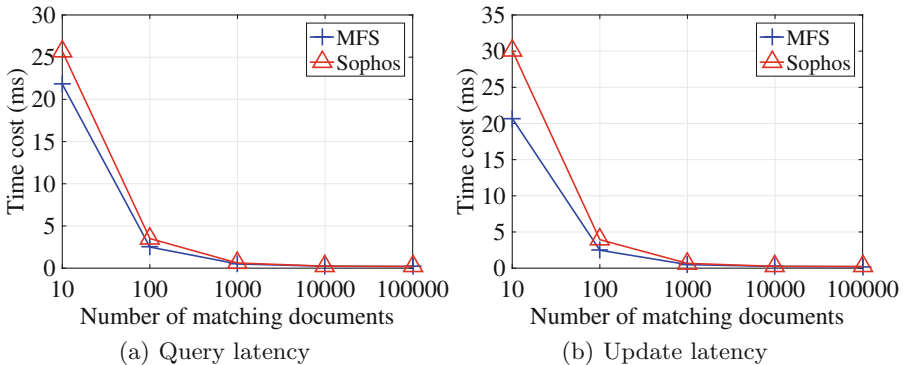 30
25
20
15
10
5
0
Time cost (ms)
MFS
Sophos
10 100 1000 10000 100000
Number of matching documents
(a) Query latency
35
30
25
20
15
10
5
0
Time cost (ms)
MFS
Sophos
10 100 1000 10000 100000
Number of matching documents
(b) Update latency